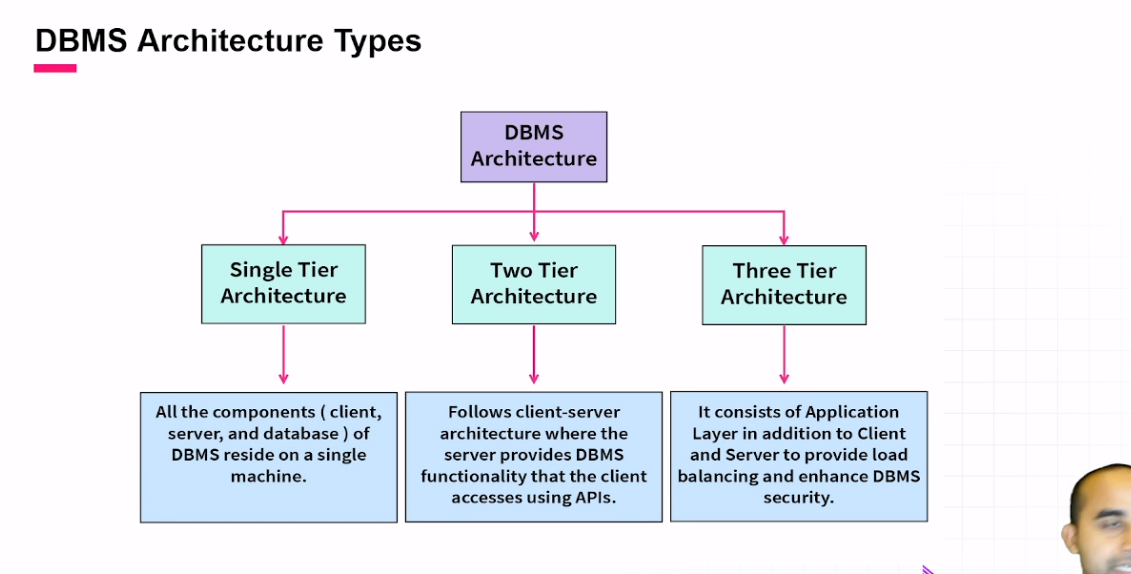 DBMS Architecture Types
DBMS
Architecture
Single Tier
Architecture
Two Tier
Architecture
Three Tier
Architecture
All the components ( client,
server, and database ) of
DBMS reside on a single
machine.
Follows client-server
architecture where the
server provides DBMS
functionality that the client
accesses using APIs.
It consists of Application
Layer in addition to Client
and Server to provide load
balancing and enhance DBMS
security.